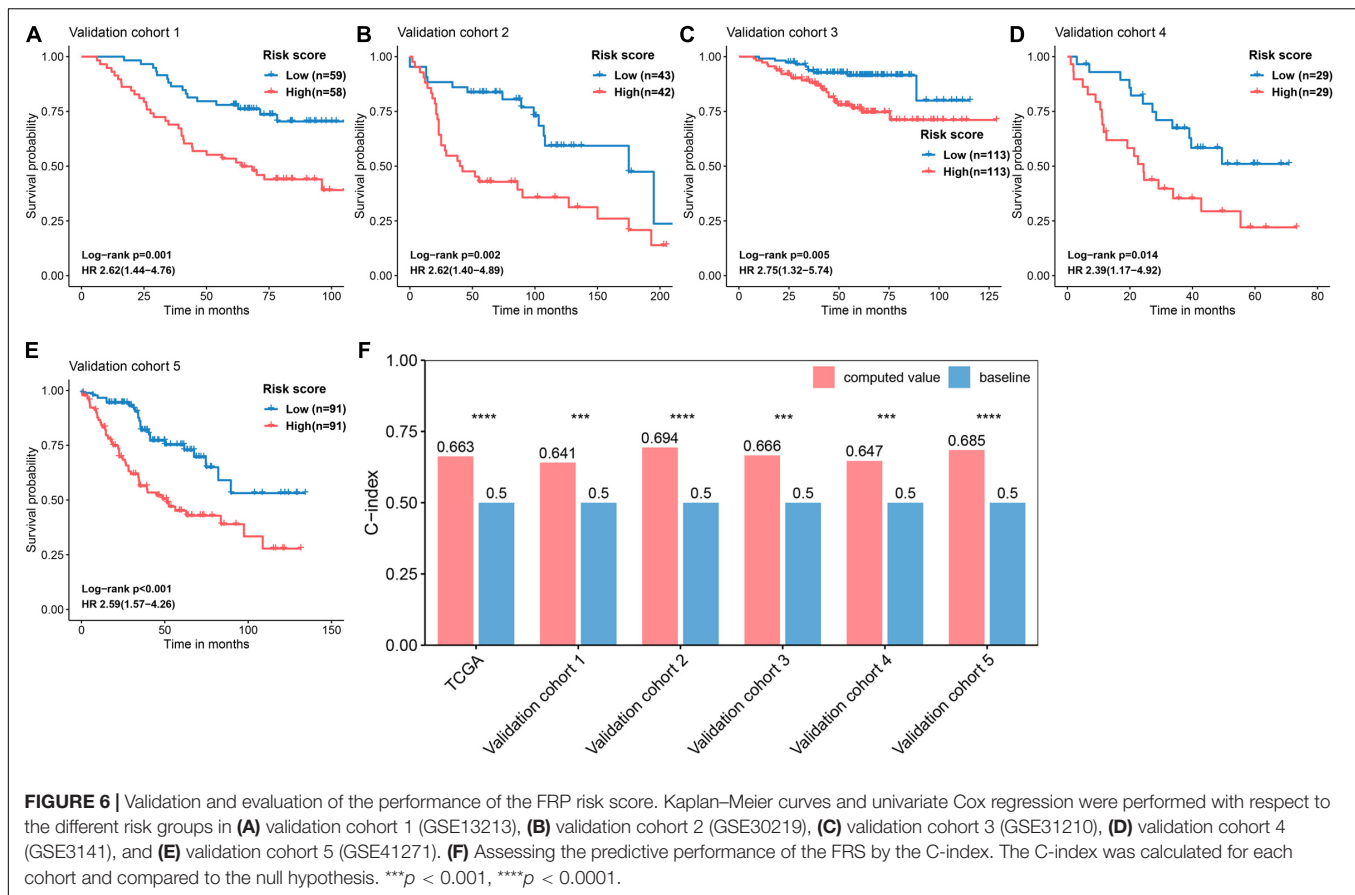 A
Validation cohort 1
Risk score
Low (n=59)
High(n=58)
Survival probability
1.00
0.75
0.50
0.25
0.00
Log−rank p=0.001
HR 2.62(1.44−4.76)
0 25 50 75 100
Time in months
B
Validation cohort 2
Risk score
Low (n=43)
High(n=42)
Survival probability
1.00
0.75
0.50
0.25
0.00
Log−rank p=0.002
HR 2.62(1.40−4.89)
0 50 100 150 200
Time in months
C
Validation cohort 3
Risk score
Low (n=113)
High(n=113)
Survival probability
1.00
0.75
0.50
0.25
0.00
Log−rank p=0.005
HR 2.75(1.32−5.74)
0 25 50 75 100 125
Time in months
D
Validation cohort 4
Risk score
Low (n=29)
High(n=29)
Survival probability
1.00
0.75
0.50
0.25
0.00
Log−rank p=0.014
HR 2.39(1.17−4.92)
0 20 40 60 80
Time in months
E
Validation cohort 5
Risk score
Low (n=91)
High(n=91)
Survival probability
1.00
0.75
0.50
0.25
0.00
Log−rank p<0.001
HR 2.59(1.57−4.26)
0 50 100 150
Time in months
F
computed value baseline
C−index
1.00
0.75
0.50
0.25
0.00
**** *** **** *** *** ****
0.663 0.5 0.641 0.5 0.694 0.5 0.666 0.5 0.647 0.5 0.685 0.5
TCGA
Validation cohort 1
Validation cohort 2
Validation cohort 3
Validation cohort 4
Validation cohort 5
FIGURE 6 | Validation and evaluation of the performance of the FRP risk score. Kaplan–Meier curves and univariate Cox regression were performed with respect to
the different risk groups in (A) validation cohort 1 (GSE13213), (B) validation cohort 2 (GSE30219), (C) validation cohort 3 (GSE31210), (D) validation cohort 4
(GSE3141), and (E) validation cohort 5 (GSE41271). (F) Assessing the predictive performance of the FRS by the C-index. The C-index was calculated for each
cohort and compared to the null hypothesis. ***p < 0.001, ****p < 0.0001.